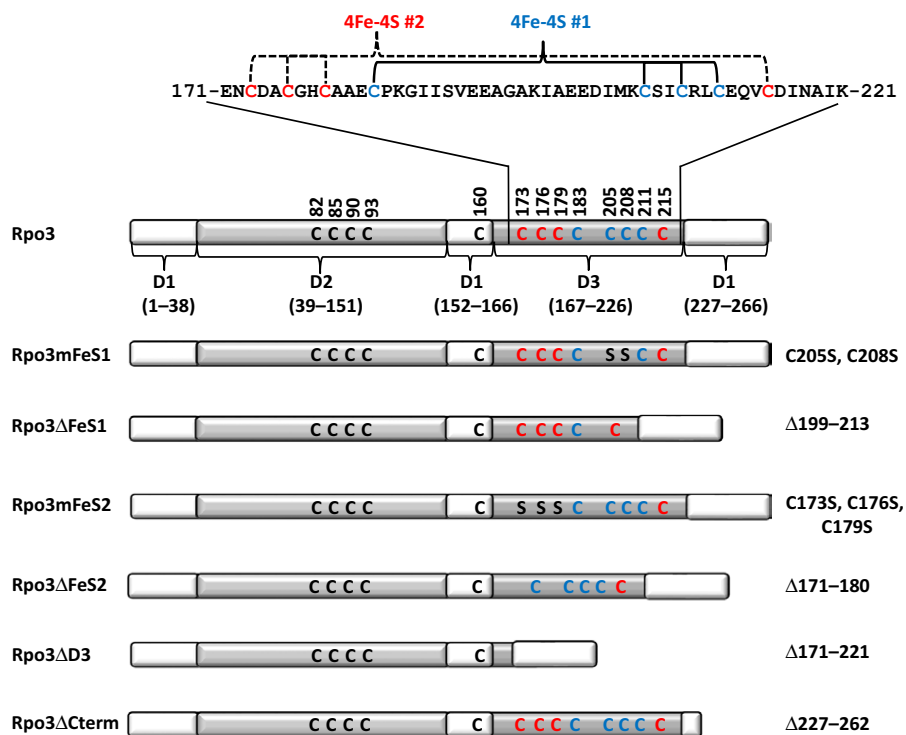 4Fe-4S #2 4Fe-4S #1
171-ENCDACGHCAAECPKGIISVEEAGAKIAEEDIMKCSICRLCEQVCDINAIK-221
82 85 90 93 160 173 176 179 183 205 208 211 215
Rpo3 C C C C C C C C C C C C C
D1 D2 D1 D3 D1
(1–38) (39–151) (152–166) (167–226) (227–266)
Rpo3mFeS1 C C C C C C C C C S S C C C205S, C208S
Rpo3ΔFeS1 C C C C C C C C C C Δ199–213
Rpo3mFeS2 C C C C C S S S C C C C C C173S, C176S,
C179S
Rpo3ΔFeS2 C C C C C C C C C C Δ171–180
Rpo3ΔD3 C C C C C Δ171–221
Rpo3ΔCterm C C C C C C C C C C C C C Δ227–262